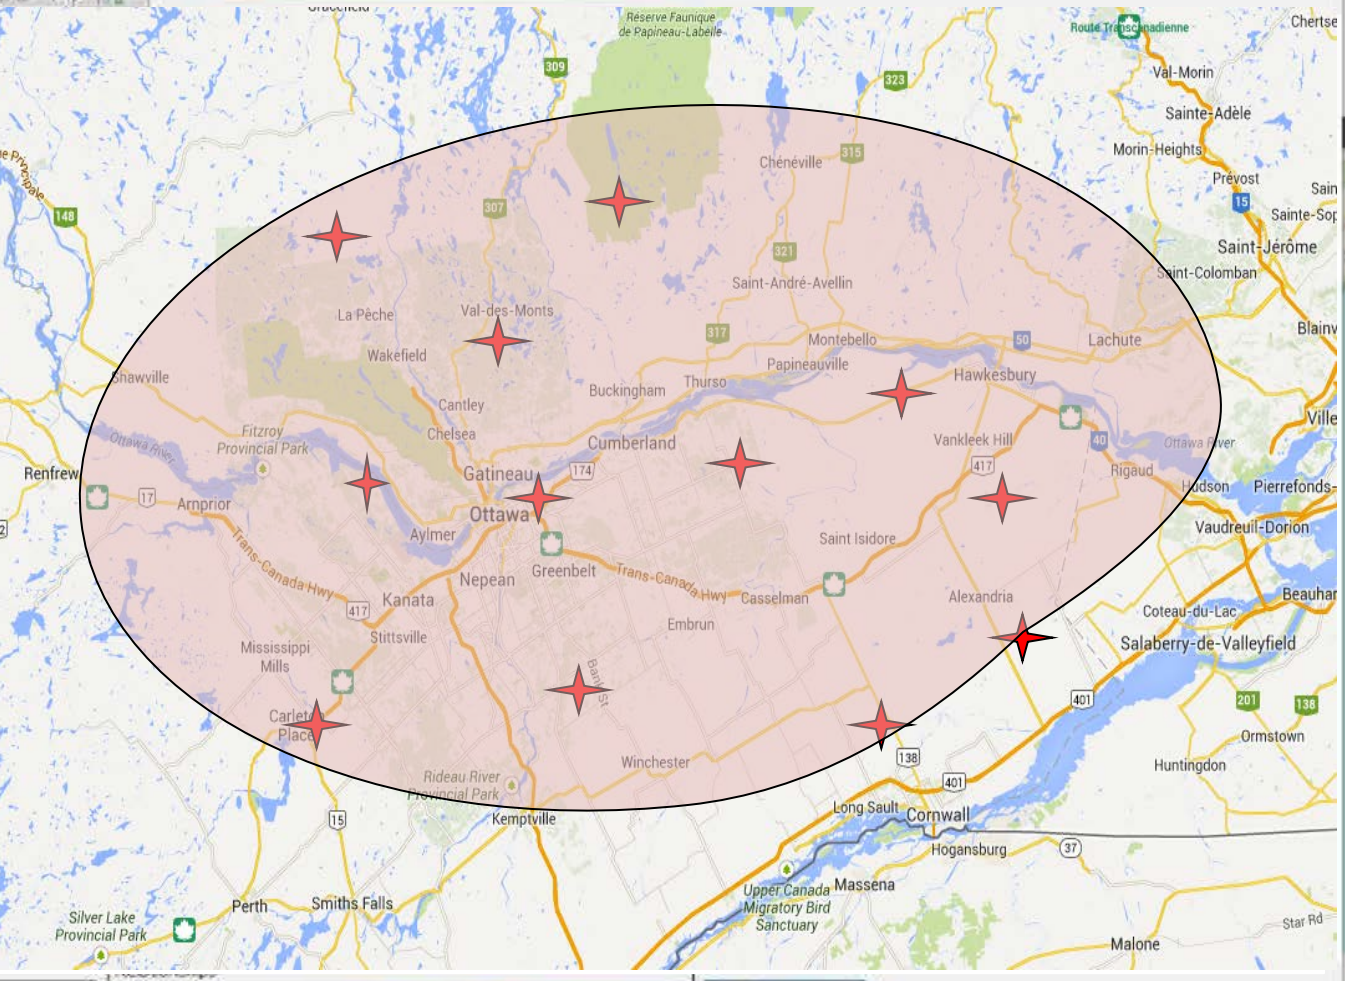 Gracefield
Réserve Faunique
de Papineau-Labelle
Route Transcanadienne
Chertse
309
323
Val-Morin
Sainte-Adèle
315
Chénéville
Morin-Heights
Prévost
Sain
e Principale
148
307
15
Sainte-Sop
321
Saint-Jérôme
Saint-Colomban
Saint-André-Avellin
La Pêche
Val-des-Monts
317
Montebello
50
Lachute
Blainv
Wakefield
Papineauville
Shawville
Buckingham
Thurso
Hawkesbury
Cantley
Ville
Fitzroy
Provincial Park
Chelsea
Cumberland
Vankleek Hill
40
Ottawa River
Ottawa River
Renfrew
Gatineau
174
417
Rigaud
Hudson
Pierrefonds-
17
Arnprior
Ottawa
Vaudreuil-Dorion
Aylmer
Saint Isidore
Trans-Canada Hwy
Nepean
Greenbelt
Trans-Canada Hwy
Casselman
Alexandria
Beauhar
417
Kanata
Coteau-du-Lac
Stittsville
Embrun
Salaberry-de-Valleyfield
Mississippi
Mills
Bank St
401
201
138
Carleto
Place
Ormstown
138
Winchester
Huntingdon
Rideau River
Provincial Park
401
Long Sault
Cornwall
15
Kemptville
Hogansburg
37
Massena
Upper Canada
Migratory Bird
Sanctuary
Perth
Smiths Falls
Silver Lake
Provincial Park
Star Rd
Malone